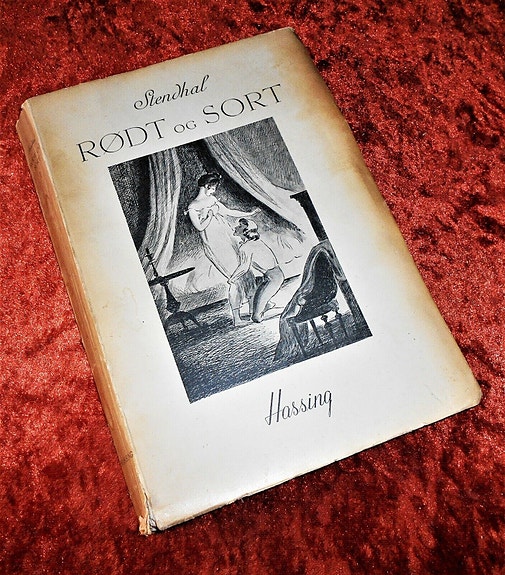 Stendhal
RØDT OG SORT
Hassing